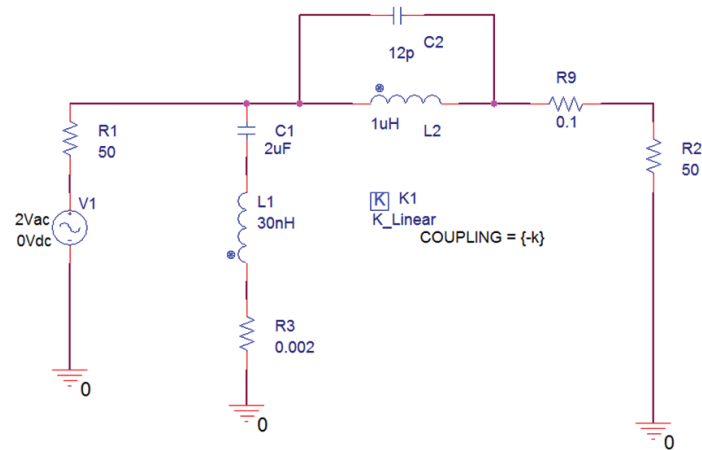 C2
12p
R9
1uH
L2
0.1
R1
50
C1
2uF
R2
50
V1
2Vac
0Vdc
L1
30nH
K K1
K_Linear
COUPLING = {-k}
R3
0.002
0
0
0